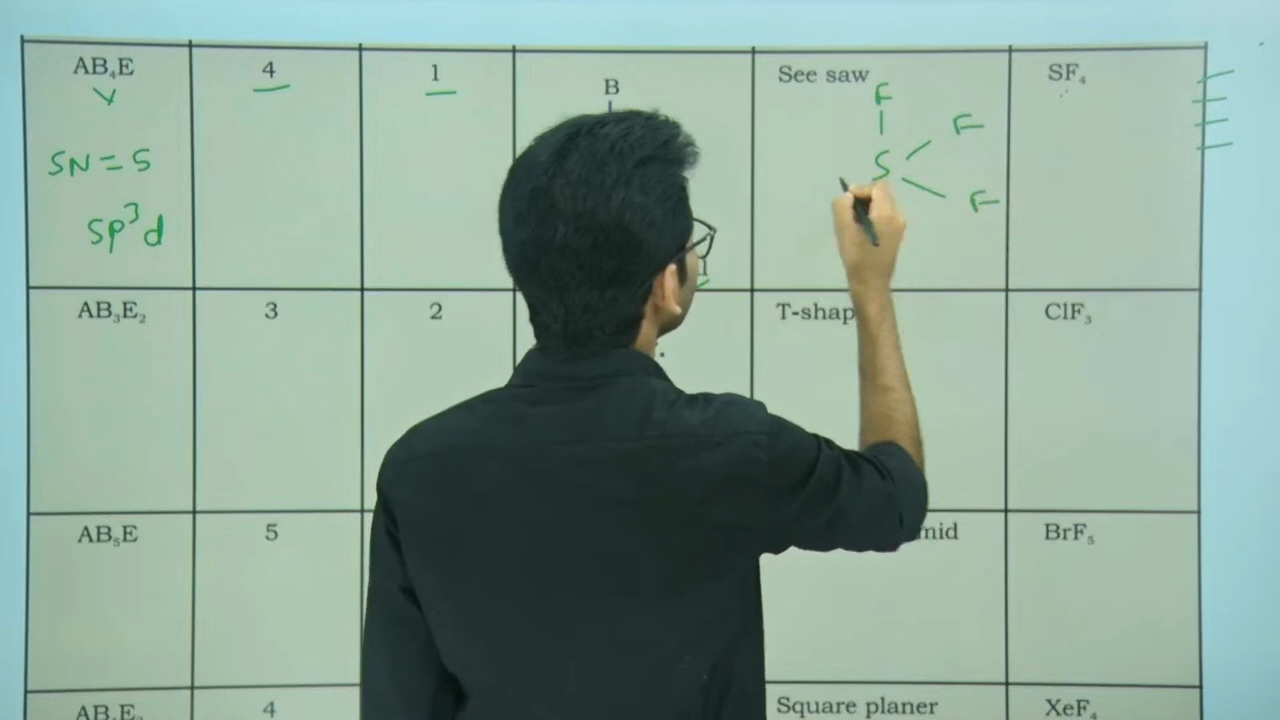 AB₄E 4 1 B See saw SF₄
F
F
SN = 5 S
F
sp³d
AB₃E₂ 3 2 T-shap ClF₃
AB₅E 5 mid BrF₅
4 Square planer XeF₄